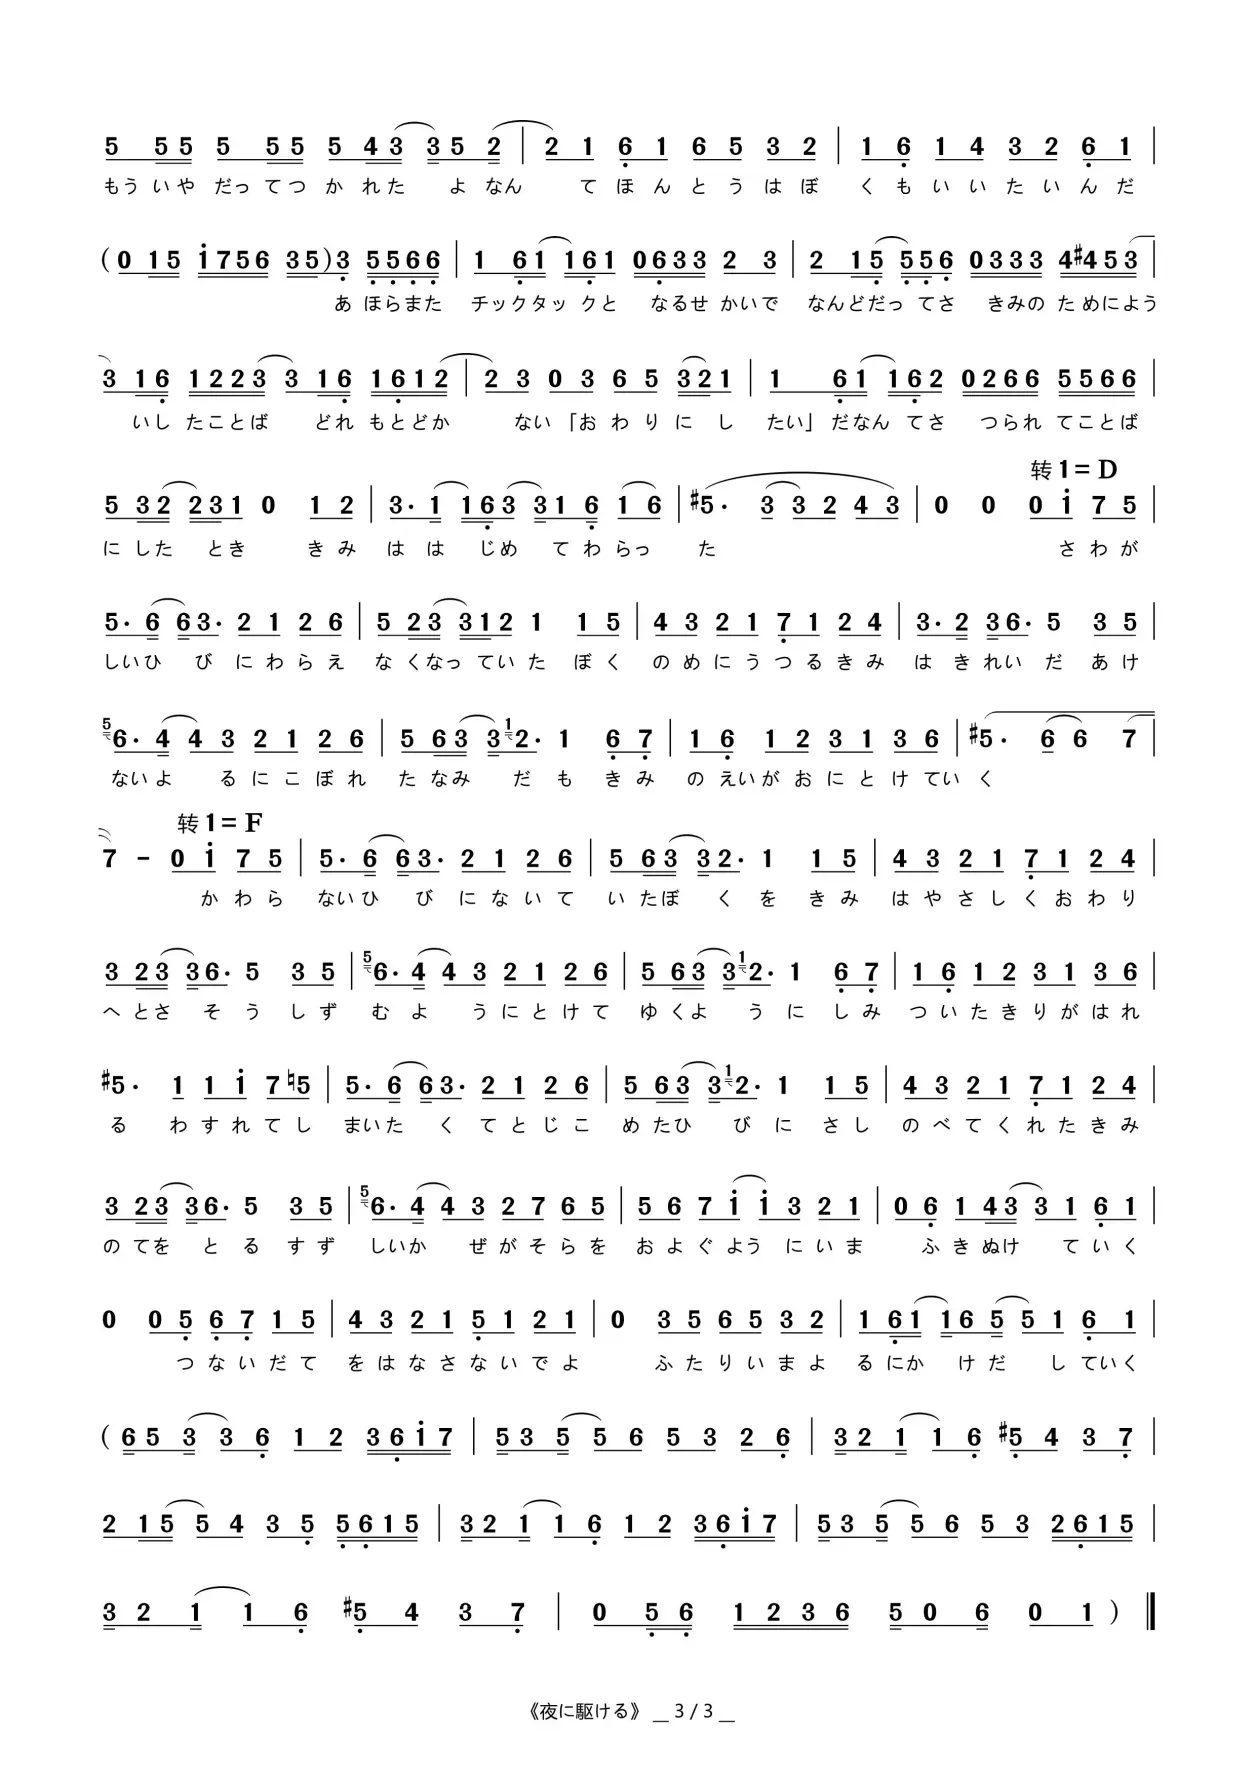 5 55 5 55 5 43 35 2 | 2 1 6 1 6 5 3 2 | 1 6 1 4 3 2 6 1 |
もう いや だって つ か れた よ なん て ほ ん と う は ぼ く も い い た い ん だ
( 0 15 i756 35 ) 3 5566 | 1 61 161 0633 2 3 | 2 15 556 0333 4#453 |
あ ほらまた チックタック と なるせ かいで なんどだっ てさ きみの ためによう
3 16 1223 3 16 1612 | 2 3 0 3 6 5 321 | 1 61 162 0266 5566 |
いし たことば どれ もとどか ない「お わ り に し たい」だなん てさ つられ てことば
转 1 = D
5 32 231 0 1 2 | 3· 1 163 31 6 1 6 | #5· 3 3 2 4 3 | 0 0 0 i 7 5 |
に した とき き み は は じめ て わ らっ た さ わ が
5· 6 63· 2 1 2 6 | 5 23 312 1 1 5 | 4 3 2 1 7 1 2 4 | 3· 2 36· 5 3 5 |
しいひ び に わ ら え な くなっ ていた ぼ く の め に う つ る き み は き れい だ あ け
5 6· 4 4 3 2 1 2 6 | 5 63 3 1 2· 1 6 7 | 1 6 1 2 3 1 3 6 | #5· 6 6 7 |
ないよ る に こ ぼ れ た なみ だ も き み の えい が お に と け てい く
转 1 = F
7 - 0 i 7 5 | 5· 6 63· 2 1 2 6 | 5 63 32· 1 1 5 | 4 3 2 1 7 1 2 4 |
か わ ら ないひ び に な い て い たぼ く を き み は や さ し く お わ り
3 23 36· 5 3 5 | 5 6· 4 4 3 2 1 2 6 | 5 63 3 1 2· 1 6 7 | 1 6 1 2 3 1 3 6 |
へ とさ そ う し ず む よ う に と け て ゆ くよ う に し み つ い た き り が は れ
#5· 1 1 i 7 ♮5 | 5· 6 63· 2 1 2 6 | 5 63 3 1 2· 1 1 5 | 4 3 2 1 7 1 2 4 |
る わ す れ て し まいた く て と じ こ め たひ び に さ し の べ て く れ た き み
3 23 36· 5 3 5 | 5 6· 4 4 3 2 7 6 5 | 5 6 7 i i 3 2 1 | 0 6 1 43 3 1 6 1 |
の てを と る す ず しいか ぜ が そ ら を お よ ぐ よう に い ま ふ き ぬけ て い く
0 0 5 6 7 1 5 | 4 3 2 1 5 1 2 1 | 0 3 5 6 5 3 2 | 1 61 16 5 5 1 6 1 |
つ な い だ て を は な さ な い で よ ふ た り い ま よ る にか け だ し てい く
( 6 5 3 3 6 1 2 36i7 | 5 3 5 5 6 5 3 2 6 | 3 2 1 1 6 #5 4 3 7 |
2 15 5 4 3 5 5615 | 3 2 1 1 6 1 2 36i7 | 5 3 5 5 6 5 3 2615 |
3 2 1 1 6 #5 4 3 7 | 0 56 1236 5 0 6 0 1 ) ‖
《夜に駆ける》 __ 3 / 3 __